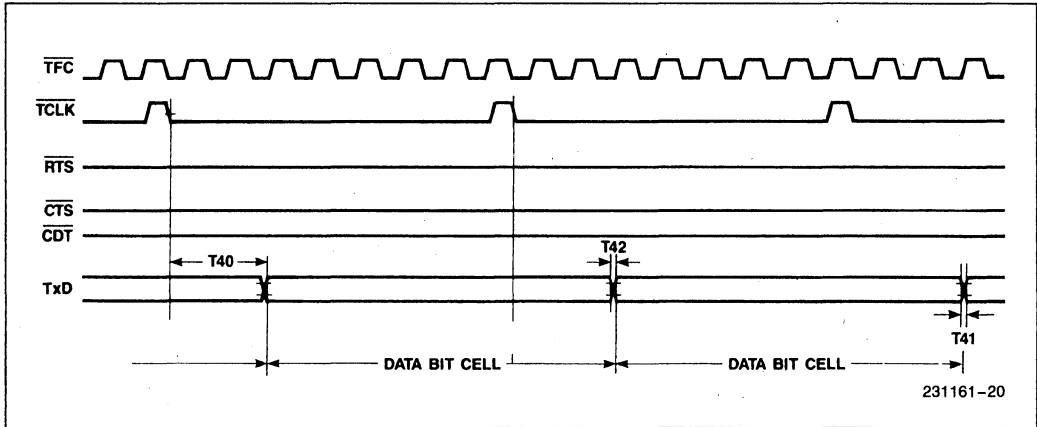 TFC
TCLK
RTS
CTS
CDT
T42
T40
TxD
T41
DATA BIT CELL DATA BIT CELL
231161-20